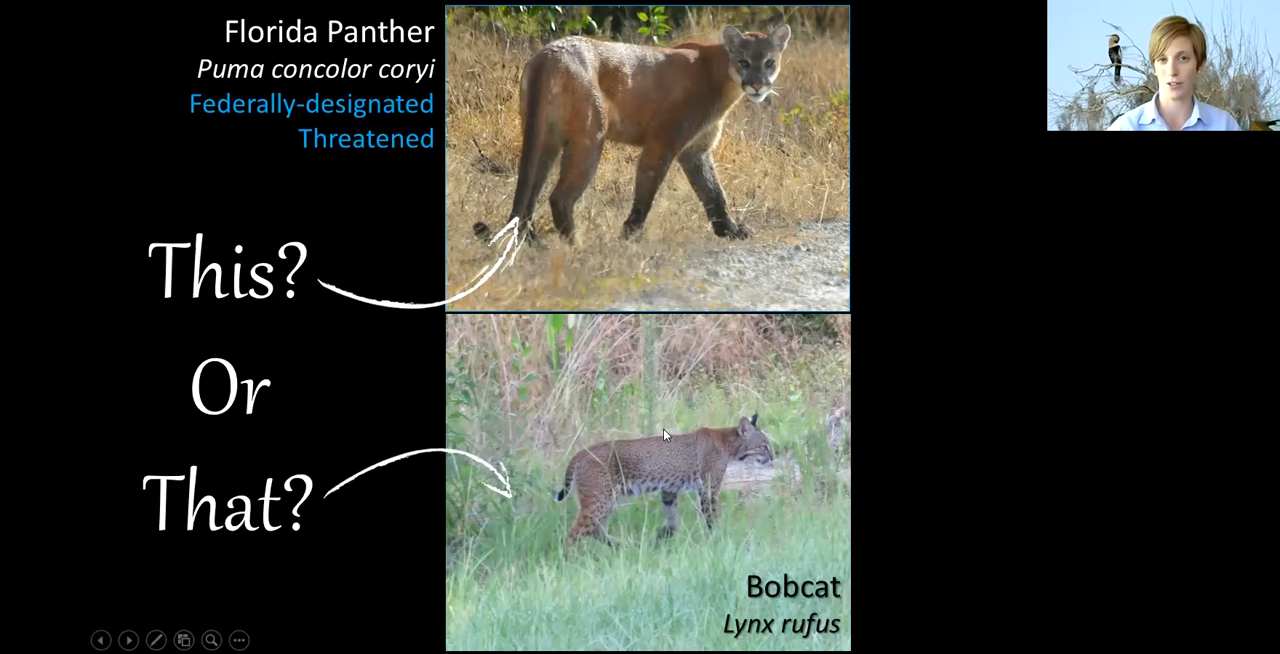 Florida Panther
Puma concolor coryi
Federally-designated
Threatened
This?
Or
That?
Bobcat
Lynx rufus